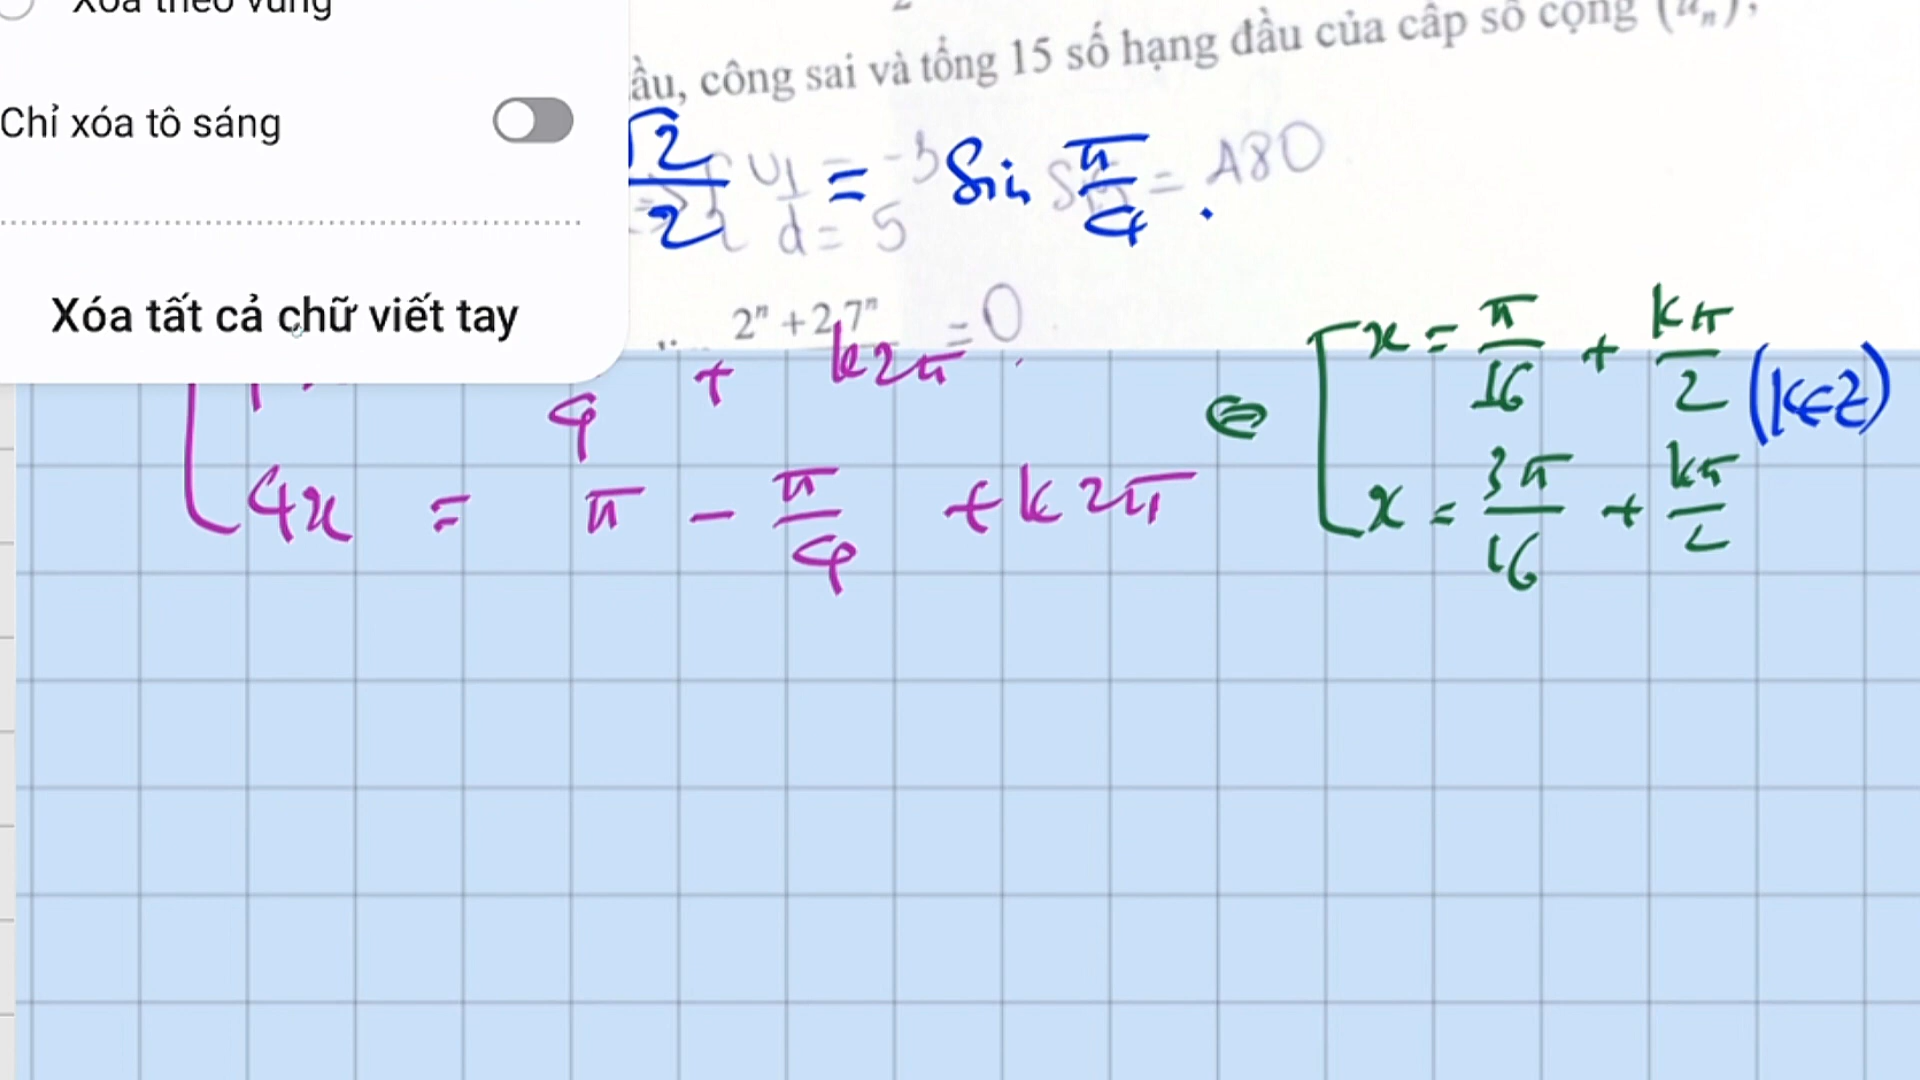 Xóa theo vùng
ầu, công sai và tổng 15 số hạng đầu của cấp số cộng (uₙ),
Chỉ xóa tô sáng
√2/2 = sin π/4 .
u₁ = -3
S₁₅ = 180
d = 5
Xóa tất cả chữ viết tay
2ⁿ + 2.7ⁿ = 0
4 + k2π
⇔ [ x = π/16 + kπ/2 (k∈Z)
4x = π - π/4 + k2π
x = 3π/16 + kπ/2